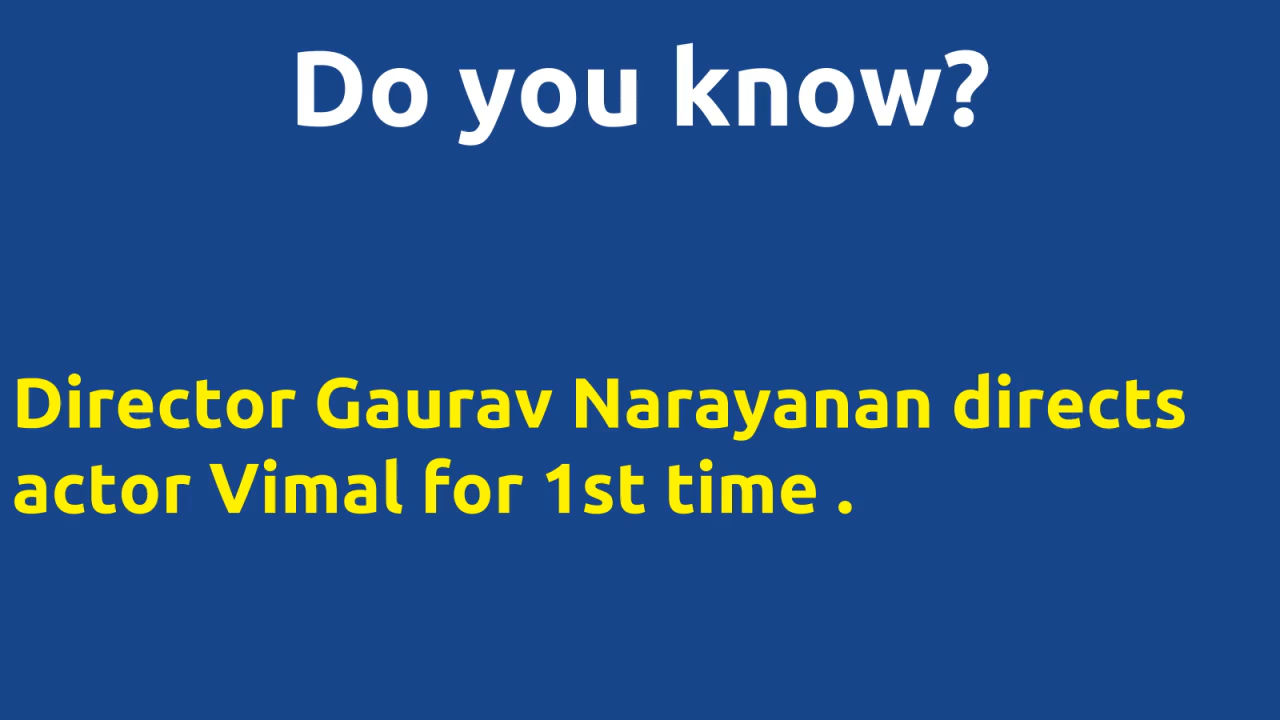 Do you know?
Director Gaurav Narayanan directs
actor Vimal for 1st time .